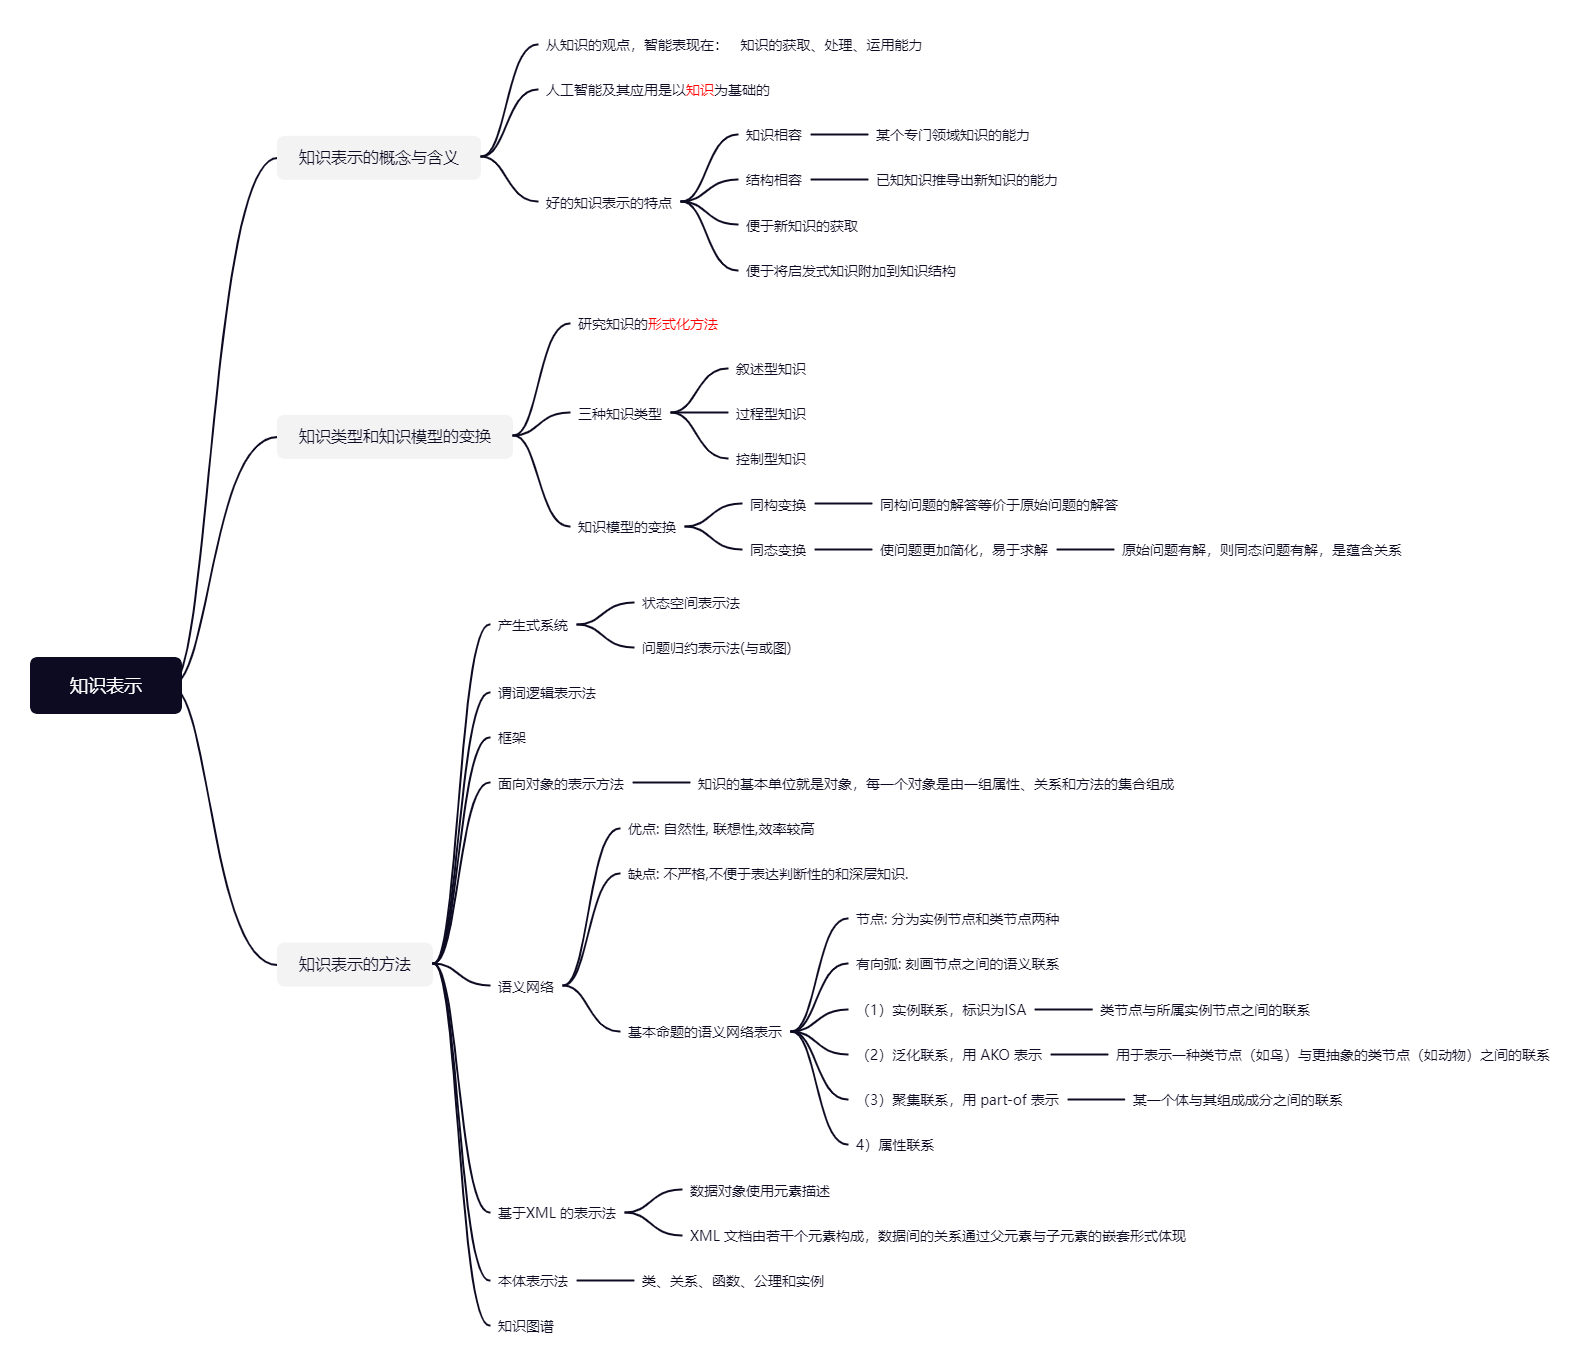 知识表示
知识表示的概念与含义
从知识的观点，智能表现在：  知识的获取、处理、运用能力
人工智能及其应用是以知识为基础的
好的知识表示的特点
知识相容
某个专门领域知识的能力
结构相容
已知知识推导出新知识的能力
便于新知识的获取
便于将启发式知识附加到知识结构
知识类型和知识模型的变换
研究知识的形式化方法
三种知识类型
叙述型知识
过程型知识
控制型知识
知识模型的变换
同构变换
同构问题的解答等价于原始问题的解答
同态变换
使问题更加简化，易于求解
原始问题有解，则同态问题有解，是蕴含关系
知识表示的方法
产生式系统
状态空间表示法
问题归约表示法(与或图)
谓词逻辑表示法
框架
面向对象的表示方法
知识的基本单位就是对象，每一个对象是由一组属性、关系和方法的集合组成
语义网络
优点: 自然性, 联想性,效率较高
缺点: 不严格,不便于表达判断性的和深层知识.
基本命题的语义网络表示
节点: 分为实例节点和类节点两种
有向弧: 刻画节点之间的语义联系
（1）实例联系，标识为ISA
类节点与所属实例节点之间的联系
（2）泛化联系，用 AKO 表示
用于表示一种类节点（如鸟）与更抽象的类节点（如动物）之间的联系
（3）聚集联系，用 part-of 表示
某一个体与其组成成分之间的联系
4）属性联系
基于XML 的表示法
数据对象使用元素描述
XML 文档由若干个元素构成，数据间的关系通过父元素与子元素的嵌套形式体现
本体表示法
类、关系、函数、公理和实例
知识图谱